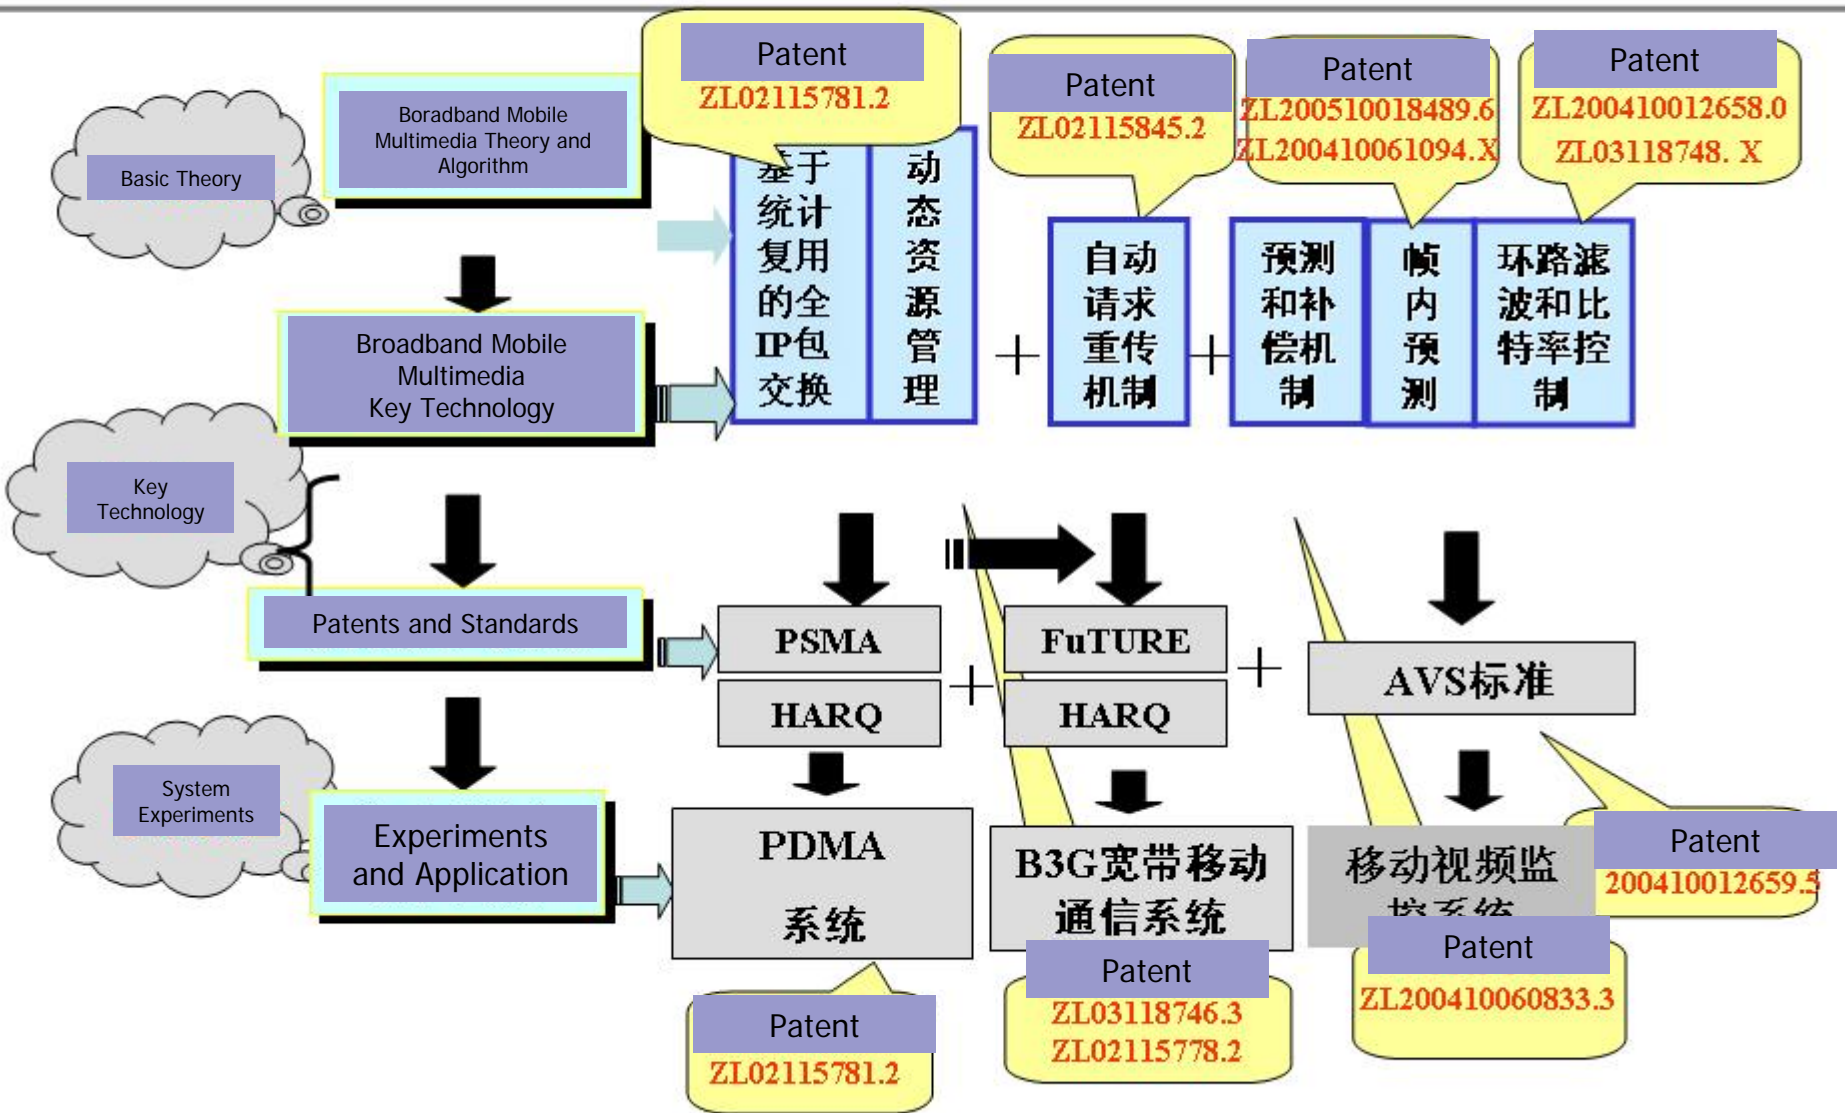 Patent
ZL02115781.2
Patent
ZL02115845.2
Patent
ZL200510018489.6
ZL200410061094.X
Patent
ZL200410012658.0
ZL03118748. X
Basic Theory
Boradband Mobile
Multimedia Theory and
Algorithm
基于
统计
复用
的全
IP包
交换
动
态
资
源
管
理
+
自动
请求
重传
机制
+
预测
和补
偿机
制
帧
内
预
测
环路滤
波和比
特率控
制
Broadband Mobile
Multimedia
Key Technology
Key
Technology
Patents and Standards
PSMA
HARQ
+
FuTURE
HARQ
+
AVS标准
System
Experiments
Experiments
and Application
PDMA
系统
B3G宽带移动
通信系统
移动视频监
控系统
Patent
200410012659.5
Patent
ZL02115781.2
Patent
ZL03118746.3
ZL02115778.2
Patent
ZL200410060833.3